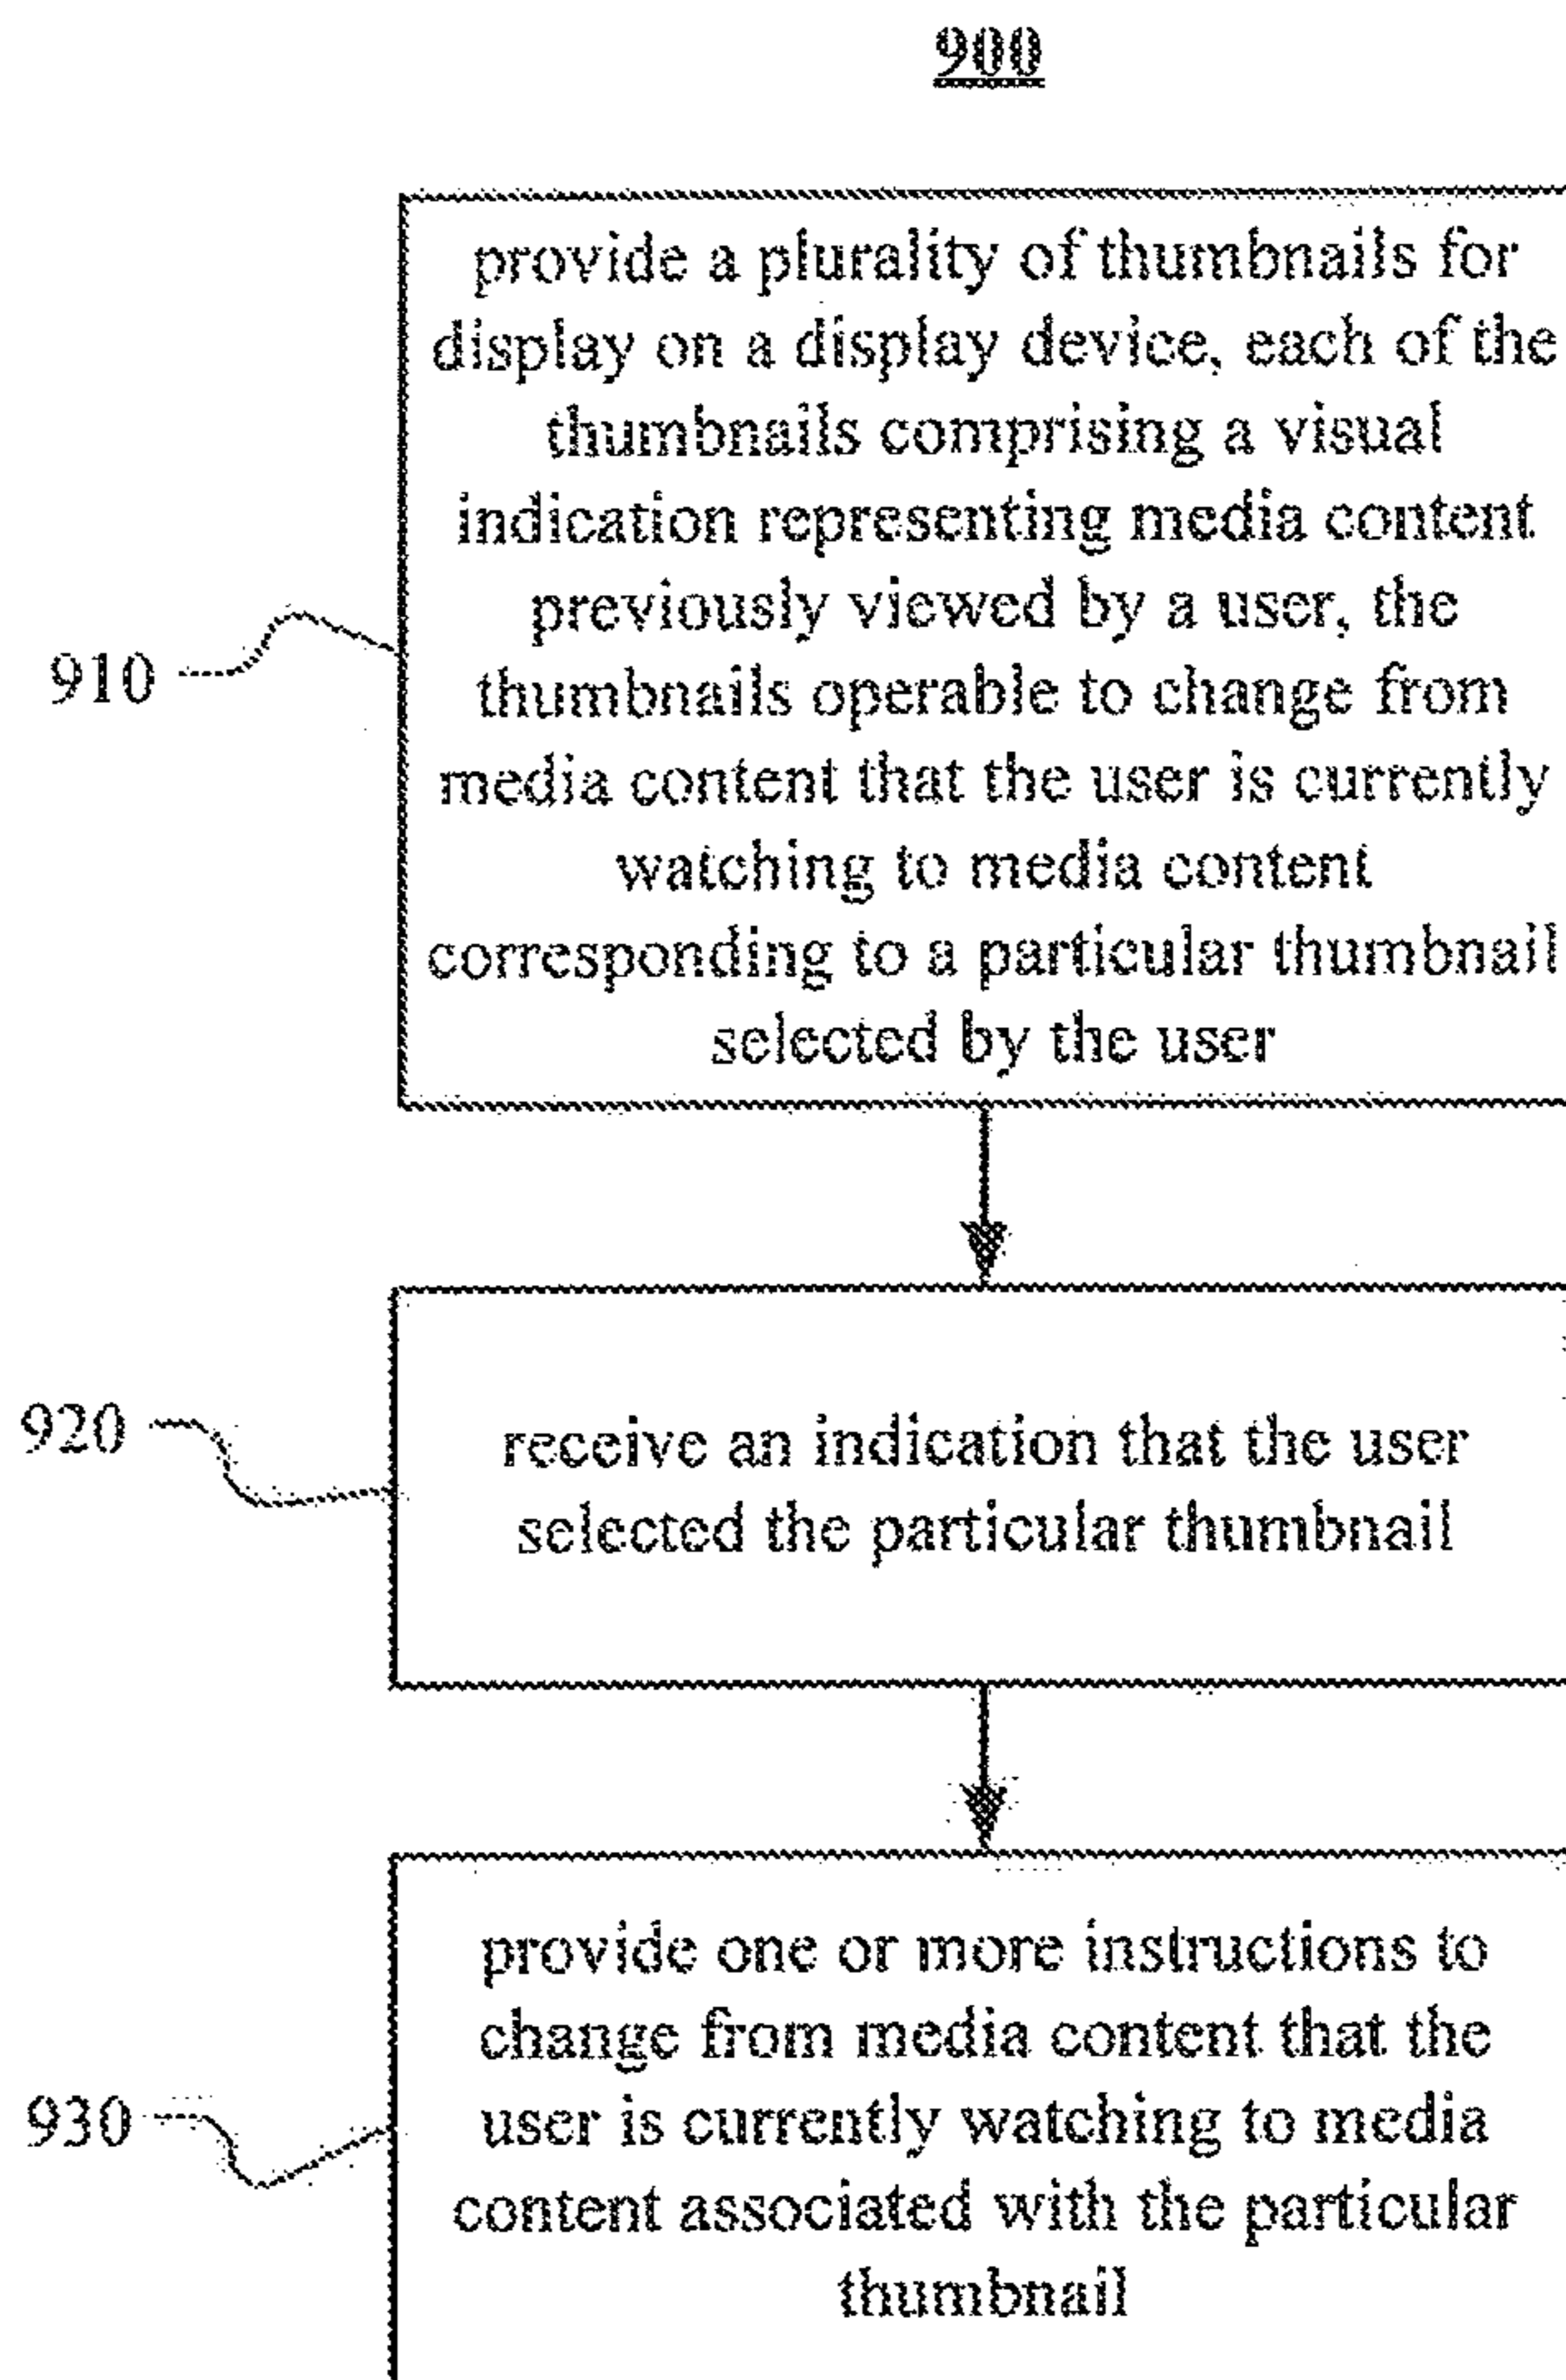 900
provide a plurality of thumbnails for
display on a display device, each of the
thumbnails comprising a visual
indication representing media content
previously viewed by a user, the
thumbnails operable to change from
media content that the user is currently
watching to media content
corresponding to a particular thumbnail
selected by the user
910
receive an indication that the user
selected the particular thumbnail
920
provide one or more instructions to
change from media content that the
user is currently watching to media
content associated with the particular
thumbnail
930